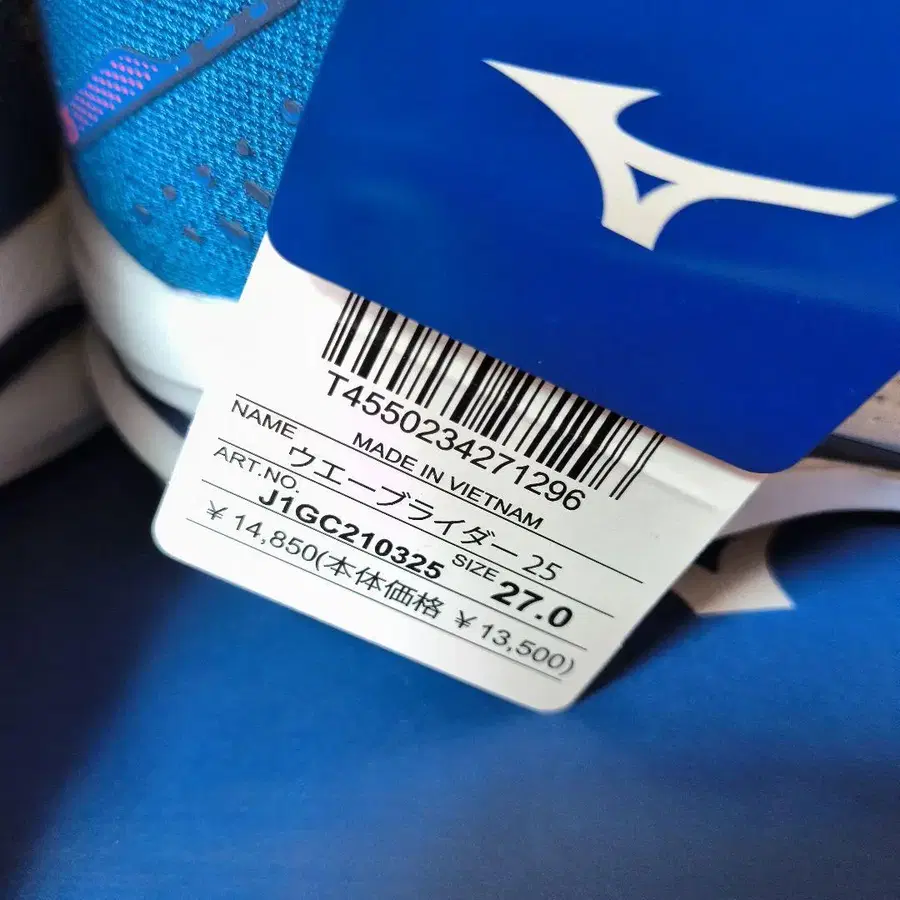 T4550234271296
MADE IN VIETNAM
NAME ウエーブライダー 25
ART.NO. J1GC210325 SIZE 27.0
¥14,850(本体価格 ¥13,500)